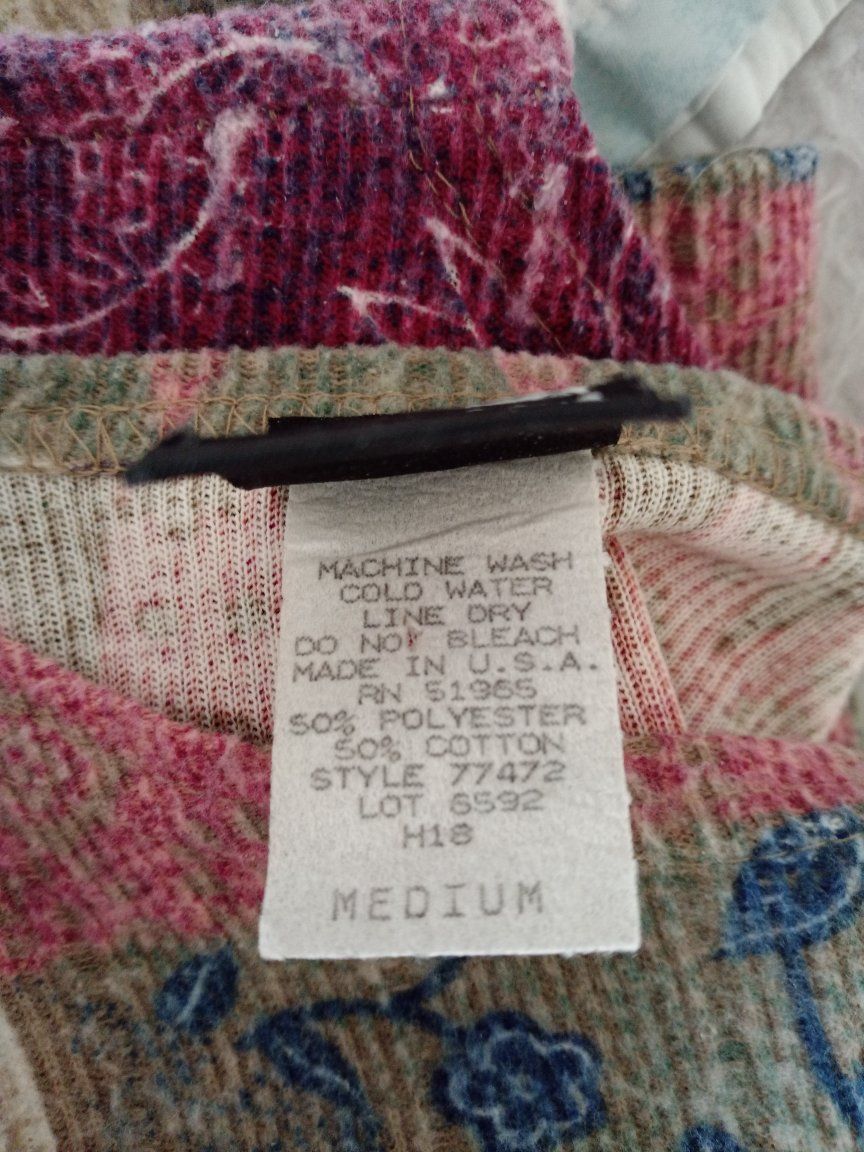 MACHINE WASH
COLD WATER
LINE DRY
DO NOT BLEACH
MADE IN U.S.A.
RN 51965
50% POLYESTER
50% COTTON
STYLE 77472
LOT 6592
H18
MEDIUM